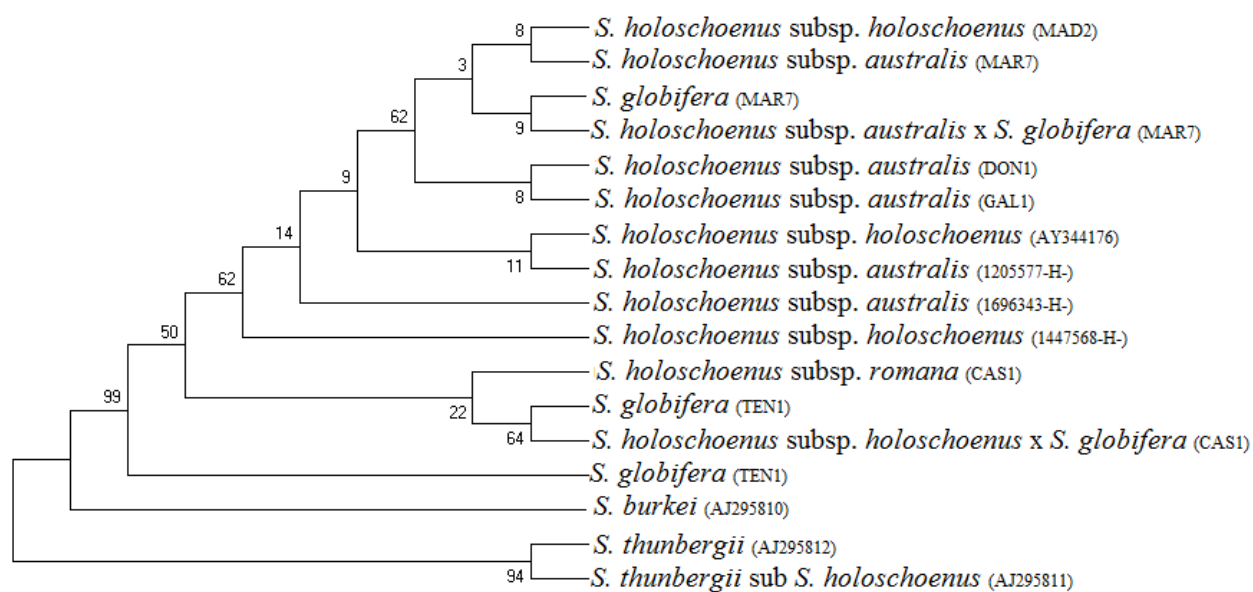 8 S. holoschoenus subsp. holoschoenus (MAD2)
3 S. holoschoenus subsp. australis (MAR7)
S. globifera (MAR7)
62 9 S. holoschoenus subsp. australis x S. globifera (MAR7)
S. holoschoenus subsp. australis (DON1)
9 8 S. holoschoenus subsp. australis (GAL1)
14 S. holoschoenus subsp. holoschoenus (AY344176)
11 S. holoschoenus subsp. australis (1205577-H-)
62 S. holoschoenus subsp. australis (1696343-H-)
50 S. holoschoenus subsp. holoschoenus (1447568-H-)
S. holoschoenus subsp. romana (CAS1)
99 22 S. globifera (TEN1)
64 S. holoschoenus subsp. holoschoenus x S. globifera (CAS1)
S. globifera (TEN1)
S. burkei (AJ295810)
S. thunbergii (AJ295812)
94 S. thunbergii sub S. holoschoenus (AJ295811)